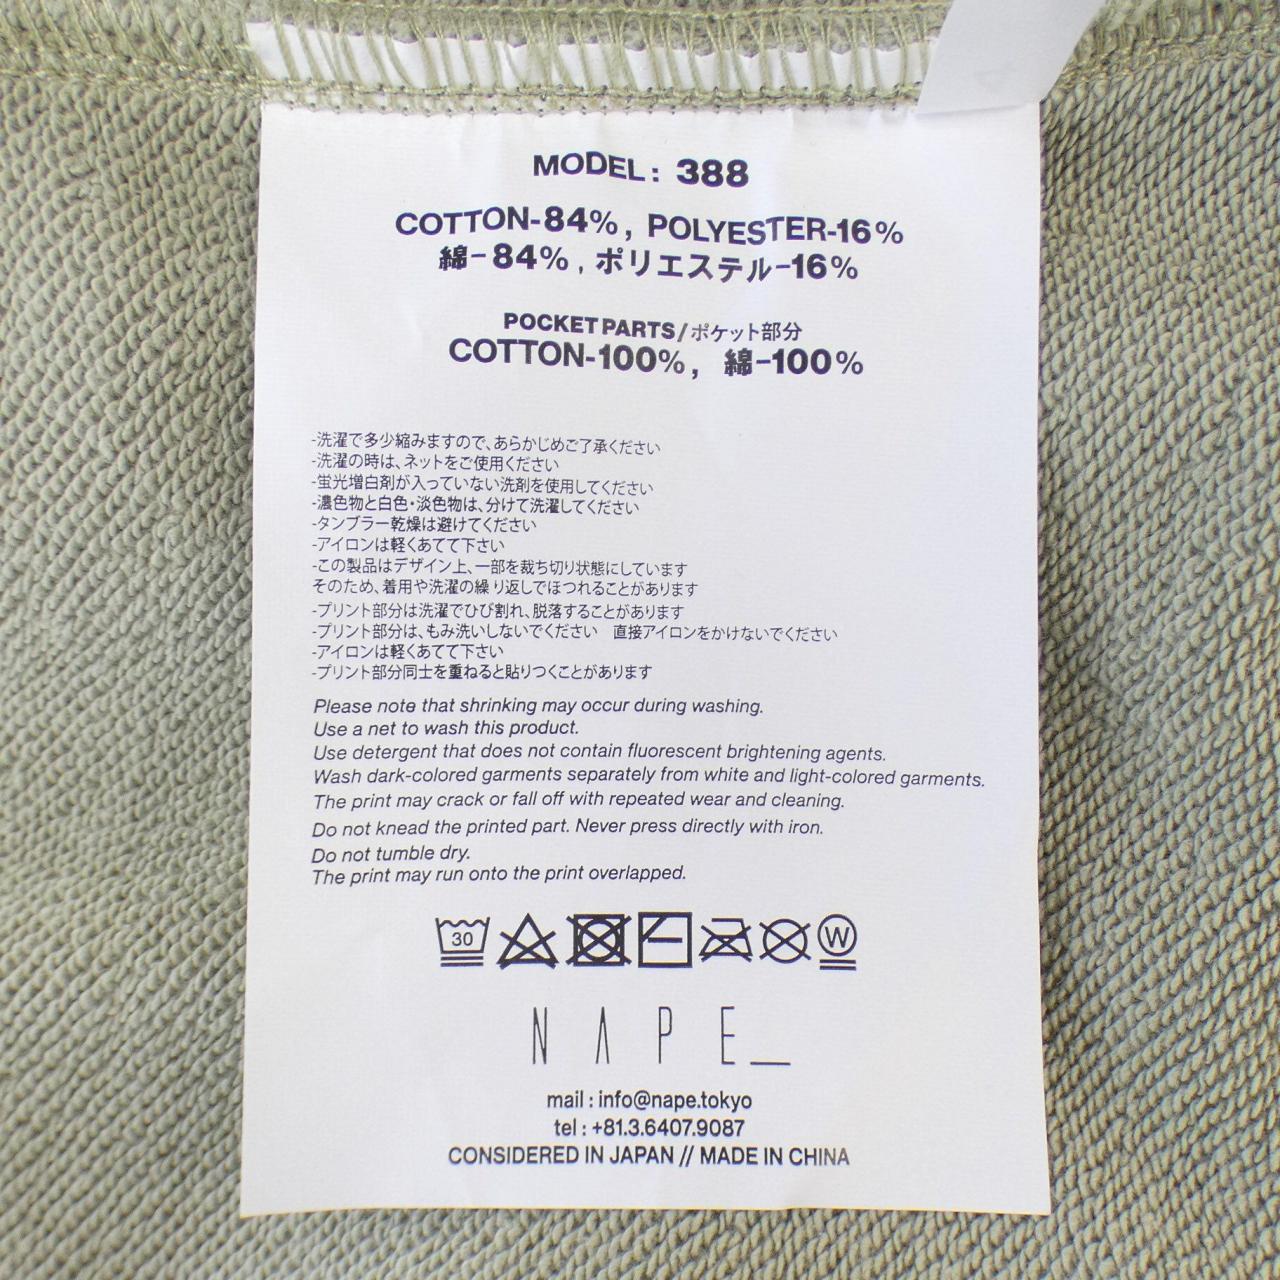 MODEL: 388
COTTON-84%, POLYESTER-16%
綿-84%, ポリエステル-16%
POCKET PARTS/ポケット部分
COTTON-100%, 綿-100%
-洗濯で多少縮みますので、あらかじめご了承ください
-洗濯の時は、ネットをご使用ください
-蛍光増白剤が入っていない洗剤を使用してください
-濃色物と白色・淡色物は、分けて洗濯してください
-タンブラー乾燥は避けてください
-アイロンは軽くあてて下さい
-この製品はデザイン上、一部を裁ち切り状態にしています
そのため、着用や洗濯の繰り返しでほつれることがあります
-プリント部分は洗濯でひび割れ、脱落することがあります
-プリント部分は、もみ洗いしないでください　直接アイロンをかけないでください
-アイロンは軽くあてて下さい
-プリント部分同士を重ねると貼りつくことがあります
Please note that shrinking may occur during washing.
Use a net to wash this product.
Use detergent that does not contain fluorescent brightening agents.
Wash dark-colored garments separately from white and light-colored garments.
The print may crack or fall off with repeated wear and cleaning.
Do not knead the printed part. Never press directly with iron.
Do not tumble dry.
The print may run onto the print overlapped.
30 W
NAPE_
mail : info@nape.tokyo
tel : +81.3.6407.9087
CONSIDERED IN JAPAN // MADE IN CHINA